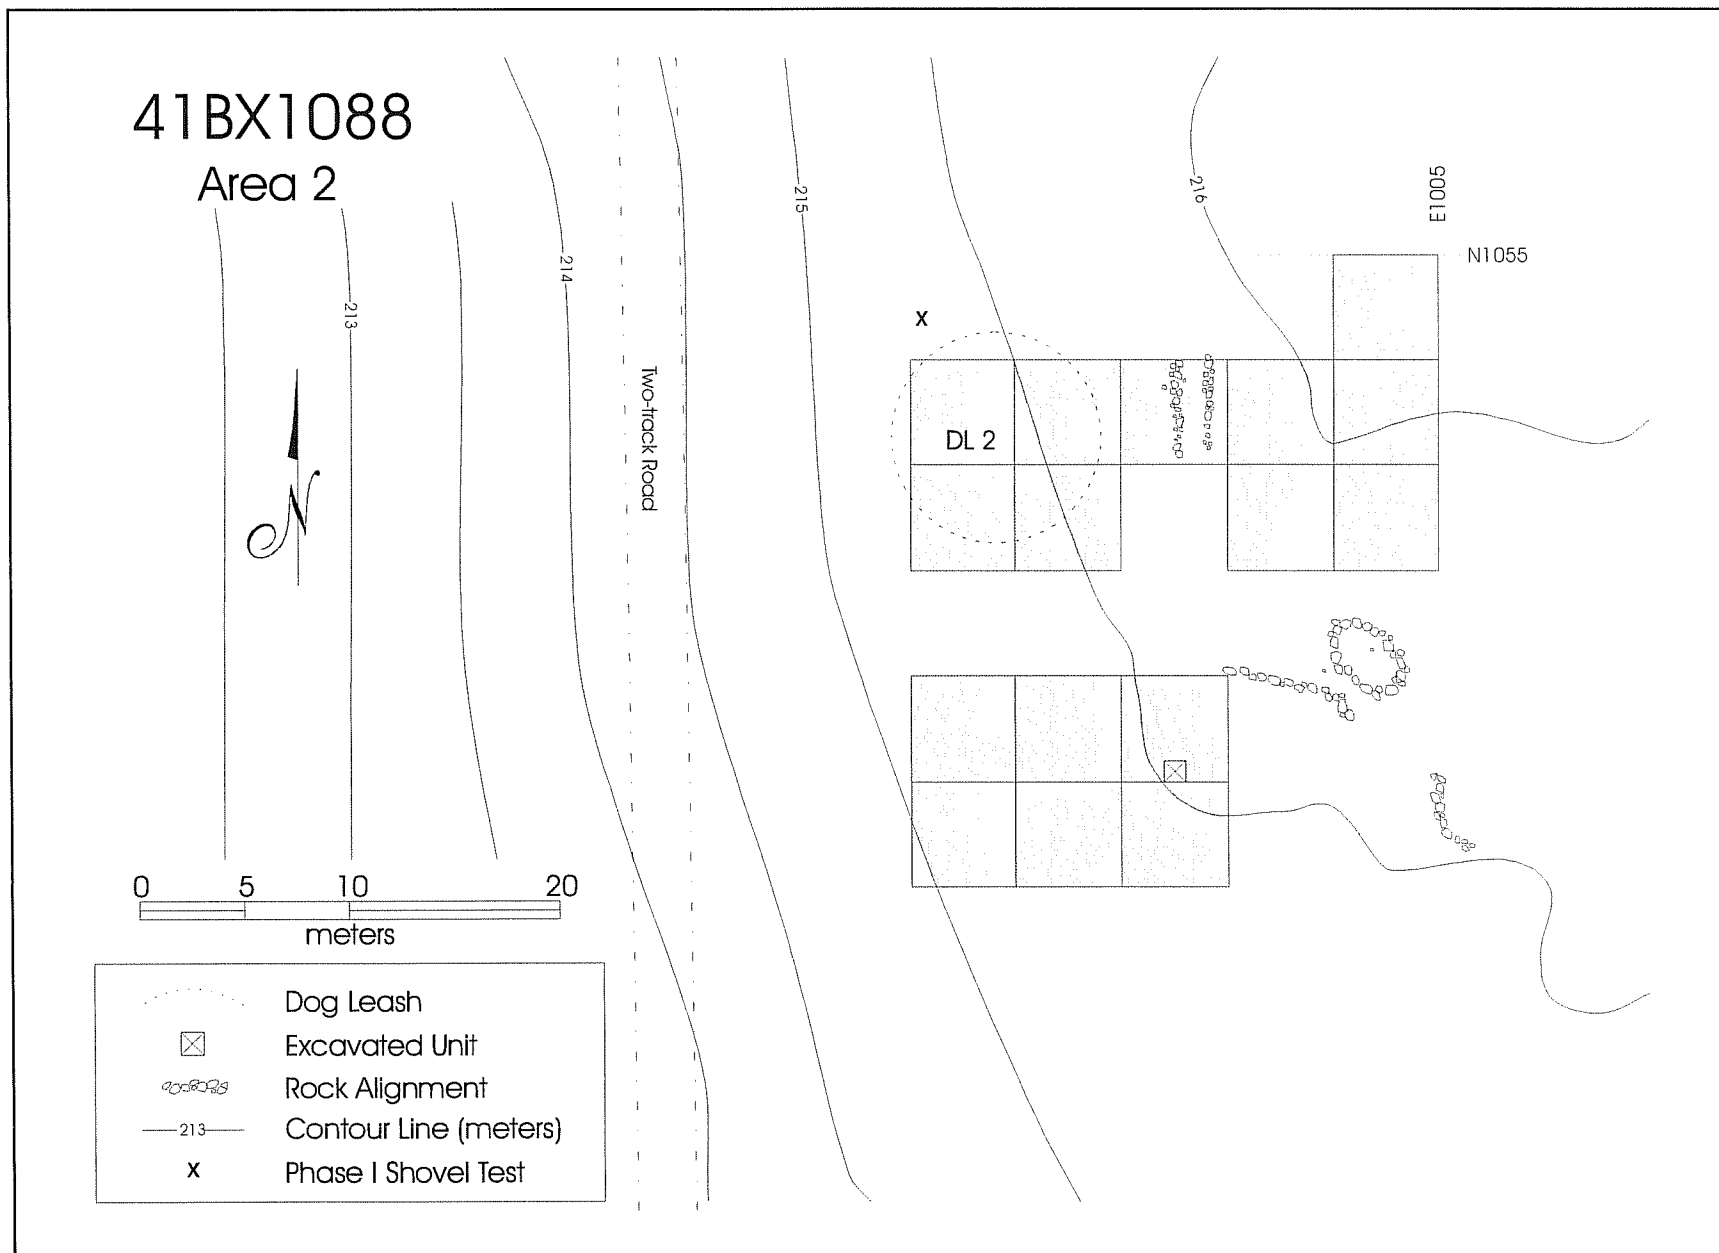 41BX1088
Area 2
213
214
Two-track Road
215
216
E1005
N1055
X
DL 2
N
0 5 10 20
meters
Dog Leash
Excavated Unit
Rock Alignment
213 Contour Line (meters)
X Phase I Shovel Test